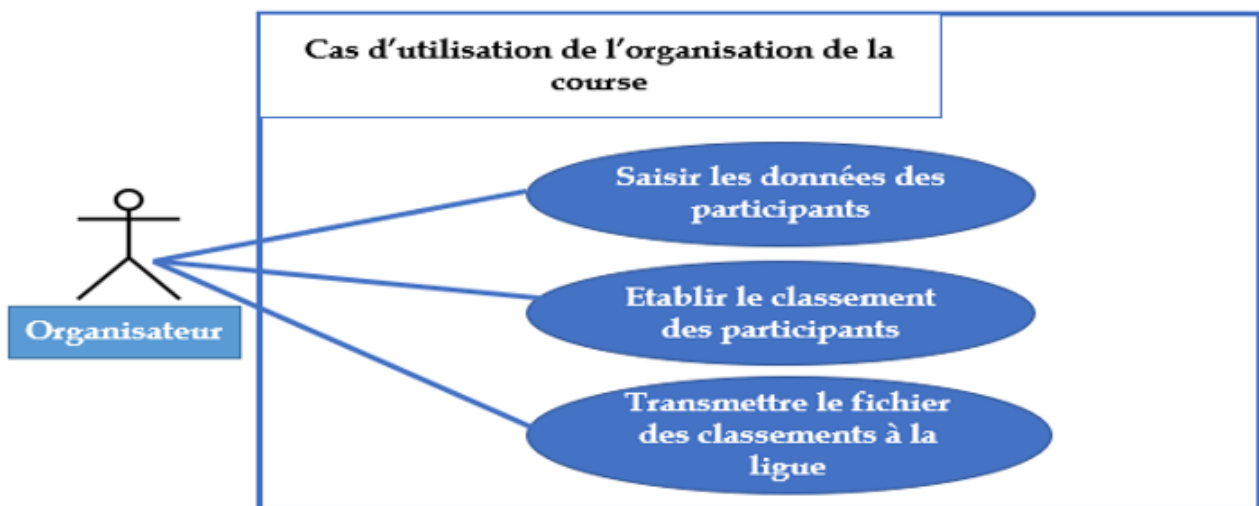 Cas d'utilisation de l'organisation de la
course
Saisir les données des
participants
Etablir le classement
des participants
Organisateur
Transmettre le fichier
des classements à la
ligue